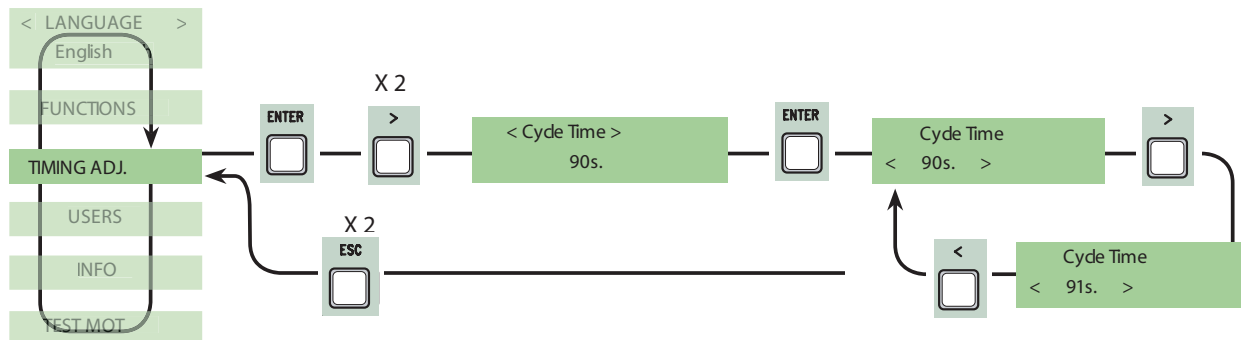 < LANGUAGE >
English
FUNCTIONS
TIMING ADJ.
USERS
INFO
TEST MOT
ENTER
X 2
>
< Cycle Time >
90s.
ENTER
Cycle Time
< 90s. >
>
X 2
ESC
<
Cycle Time
< 91s. >